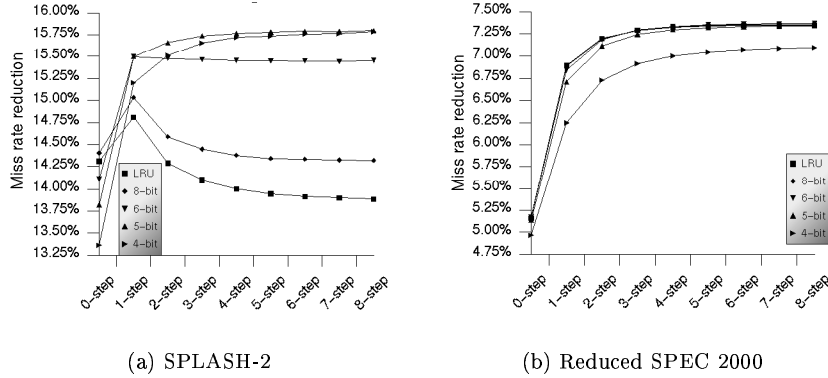 Miss rate reduction
16.00%
15.75%
15.50%
15.25%
15.00%
14.75%
14.50%
14.25%
14.00%
13.75%
13.50%
13.25%
LRU
8-bit
6-bit
5-bit
4-bit
0-step
1-step
2-step
3-step
4-step
5-step
6-step
7-step
8-step
(a) SPLASH-2
Miss rate reduction
7.50%
7.25%
7.00%
6.75%
6.50%
6.25%
6.00%
5.75%
5.50%
5.25%
5.00%
4.75%
LRU
8-bit
6-bit
5-bit
4-bit
0-step
1-step
2-step
3-step
4-step
5-step
6-step
7-step
8-step
(b) Reduced SPEC 2000